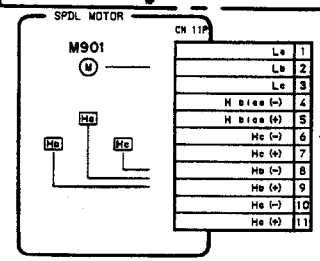 SPDL MOTOR
CN 11P
M901
M
La 1
Lb 2
Lc 3
H bias (-) 4
H bias (+) 5
Hc (-) 6
Hc (+) 7
Hb (-) 8
Hb (+) 9
Ha (-) 10
Ha (+) 11
Ha
Hb
Hc